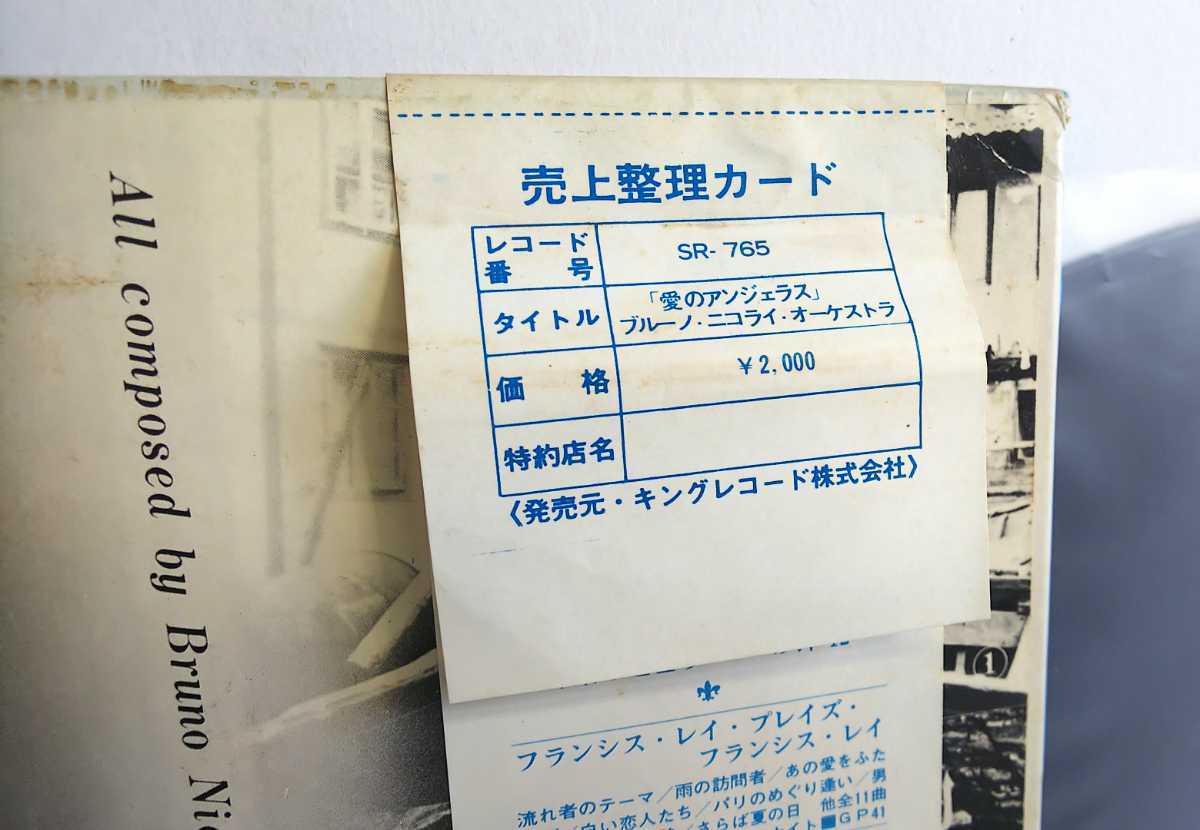 All composed by Bruno
売上整理カード
レコード番号 SR-765
タイトル 「愛のアンジェラス」
ブルーノ・ニコライ・オーケストラ
価格 ¥2,000
特約店名
〈発売元・キングレコード株式会社〉
フランシス・レイ・プレイズ・
フランシス・レイ
流れ者のテーマ/雨の訪問者/あの愛をふた
白い恋人たち/パリのめぐり逢い/男
さらば夏の日 他全11曲
■GP41
1